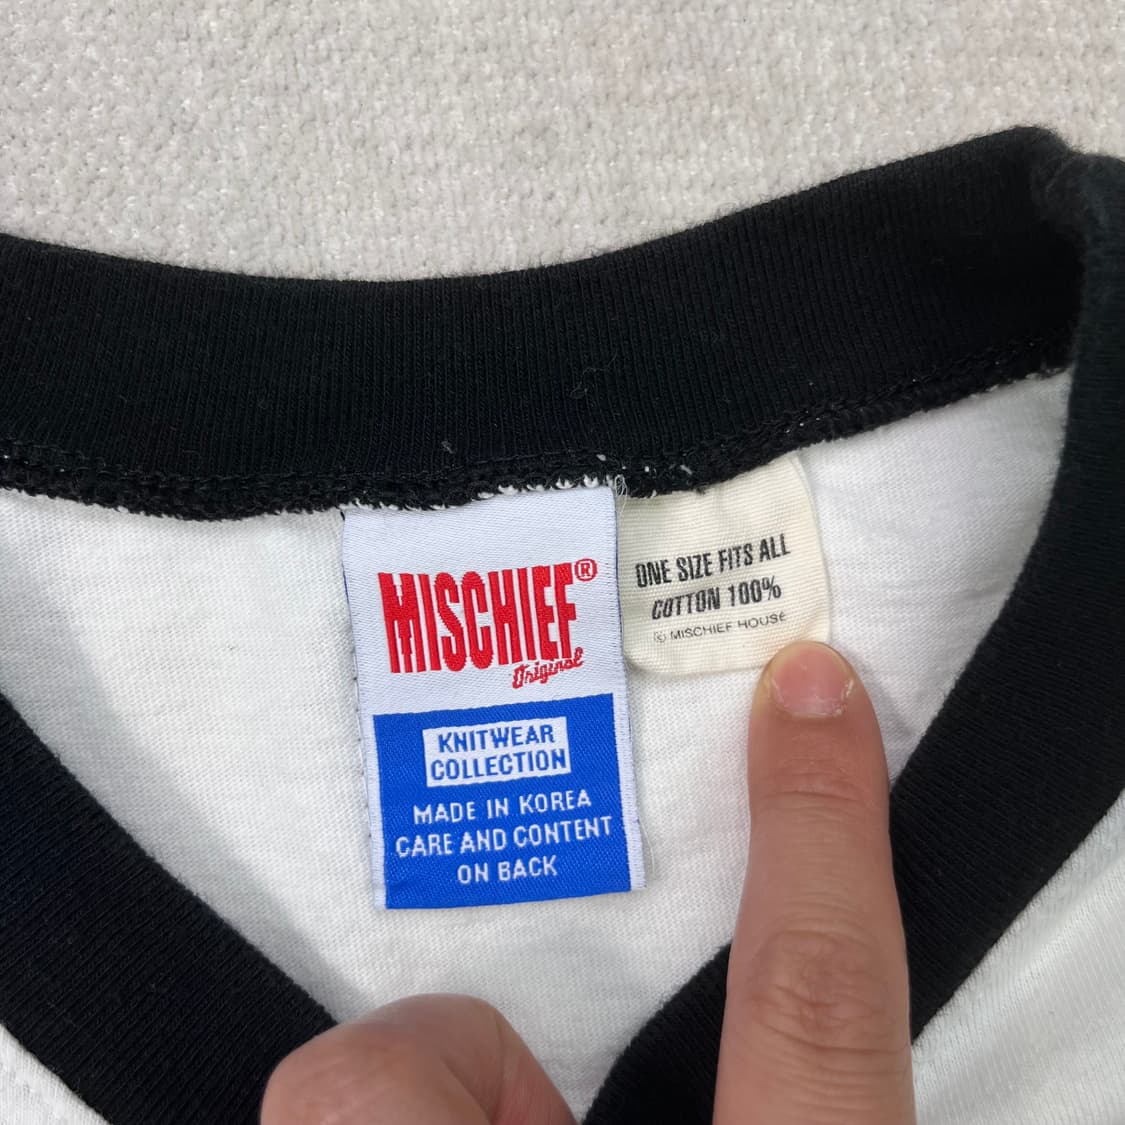 MISCHIEF®
Original
KNITWEAR
COLLECTION
MADE IN KOREA
CARE AND CONTENT
ON BACK
ONE SIZE FITS ALL
COTTON 100%
© MISCHIEF HOUSE